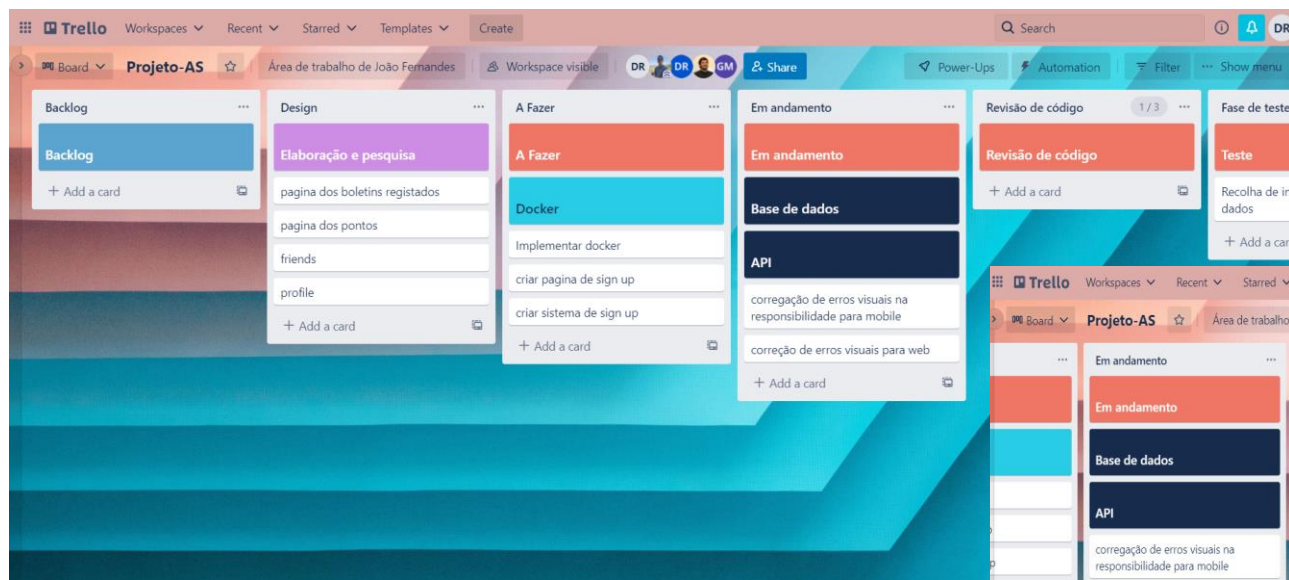 Trello Workspaces Recent Starred Templates Create Search DR
Board Projeto-AS Área de trabalho de João Fernandes Workspace visible DR DR GM Share Power-Ups Automation Filter Show menu
Backlog
Backlog
+ Add a card
Design
Elaboração e pesquisa
pagina dos boletins registados
pagina dos pontos
friends
profile
+ Add a card
A Fazer
A Fazer
Docker
Implementar docker
criar pagina de sign up
criar sistema de sign up
+ Add a card
Em andamento
Em andamento
Base de dados
API
corregação de erros visuais na
responsibilidade para mobile
correção de erros visuais para web
+ Add a card
Revisão de código 1 / 3
Revisão de código
+ Add a card
Fase de teste
Teste
Recolha de
dados
+ Add a
Trello Workspaces Recent Starred
Board Projeto-AS Área de trabalho
Em andamento
Em andamento
Base de dados
API
corregação de erros visuais na
responsibilidade para mobile